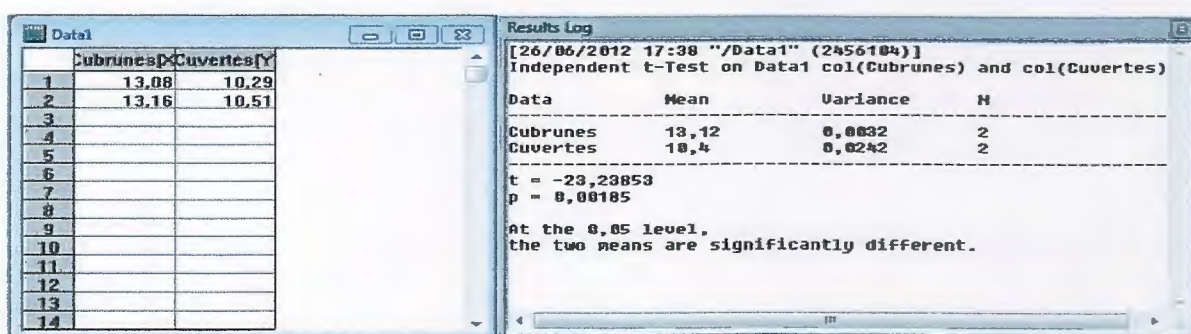 Data1
Cubrunes[X Cuvertes[Y
1 13,08 10,29
2 13,16 10,51
3
4
5
6
7
8
9
10
11
12
13
14
Results Log
[26/06/2012 17:38 "/Data1" (2456104)]
Independent t-Test on Data1 col(Cubrunes) and col(Cuvertes)
Data Mean Variance N
Cubrunes 13,12 0,0032 2
Cuvertes 10,4 0,0242 2
t = -23,23853
p = 0,00185
At the 0,05 level,
the two means are significantly different.